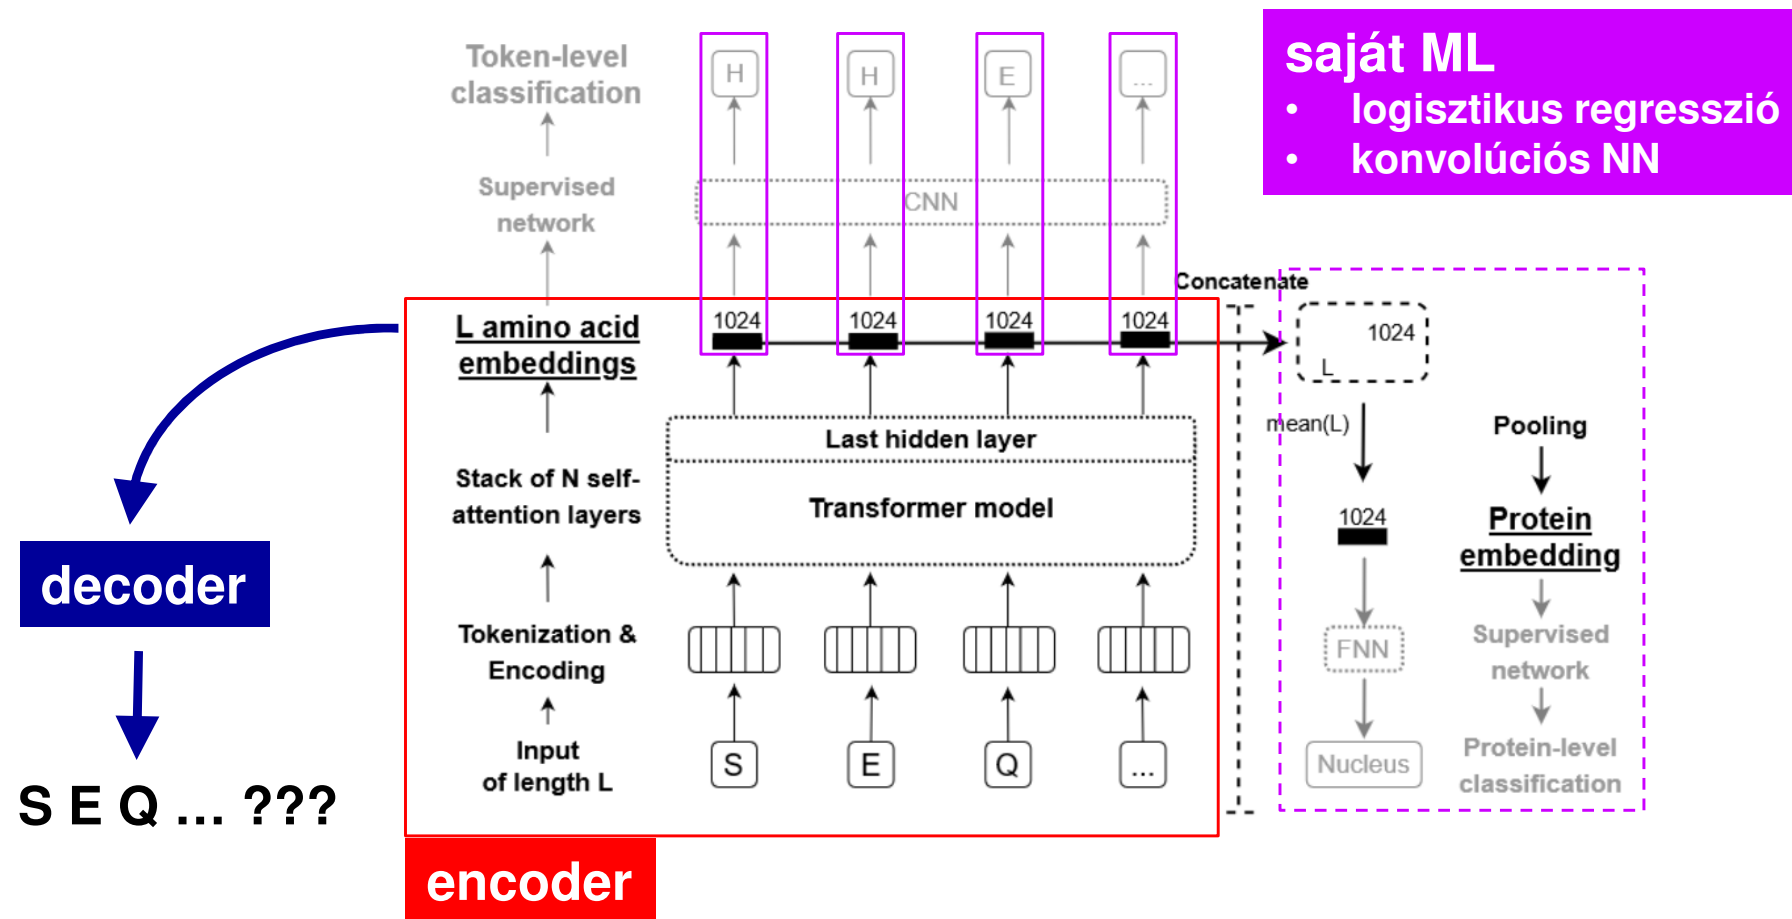 saját ML
• logisztikus regresszió
• konvolúciós NN
Token-level
classification
H
H
E
...
Supervised
network
CNN
Concatenate
L amino acid
embeddings
1024
1024
1024
1024
1024
L
mean(L)
Pooling
Last hidden layer
Stack of N self-
attention layers
Transformer model
1024
Protein
embedding
decoder
Tokenization &
Encoding
FNN
Supervised
network
Input
of length L
S
E
Q
...
Nucleus
Protein-level
classification
S E Q ... ???
encoder